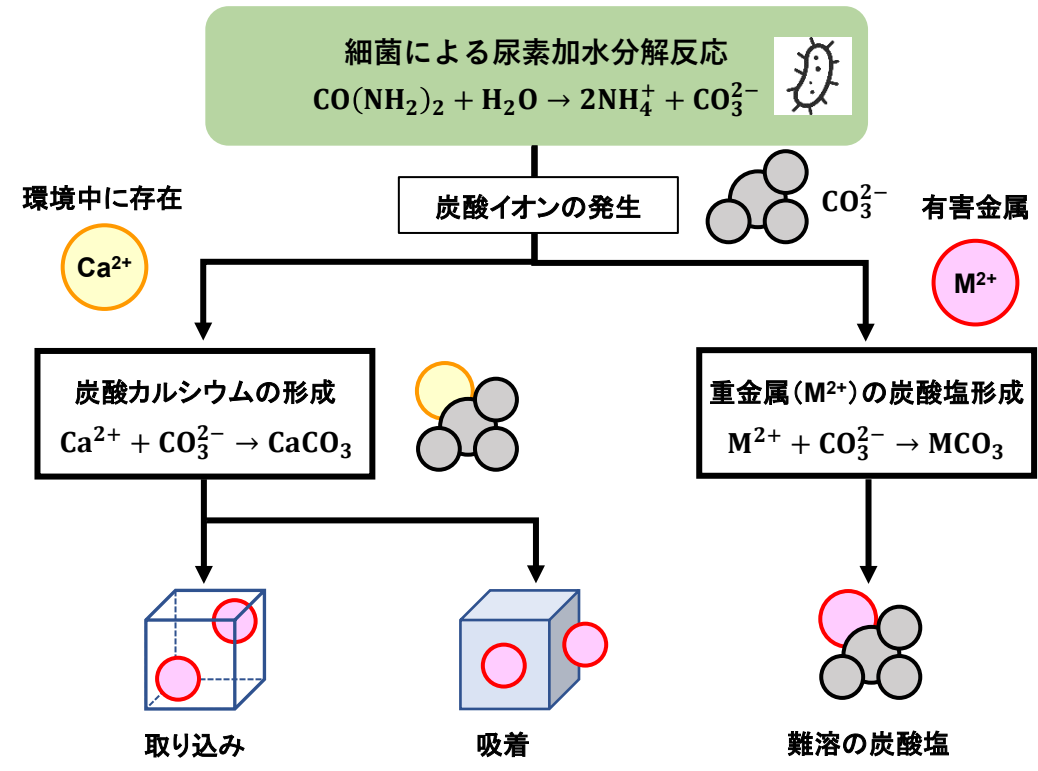 細菌による尿素加水分解反応
CO(NH₂)₂ + H₂O → 2NH₄⁺ + CO₃²⁻
炭酸イオンの発生
CO₃²⁻
環境中に存在
Ca²⁺
有害金属
M²⁺
炭酸カルシウムの形成
Ca²⁺ + CO₃²⁻ → CaCO₃
重金属(M²⁺)の炭酸塩形成
M²⁺ + CO₃²⁻ → MCO₃
取り込み
吸着
難溶の炭酸塩